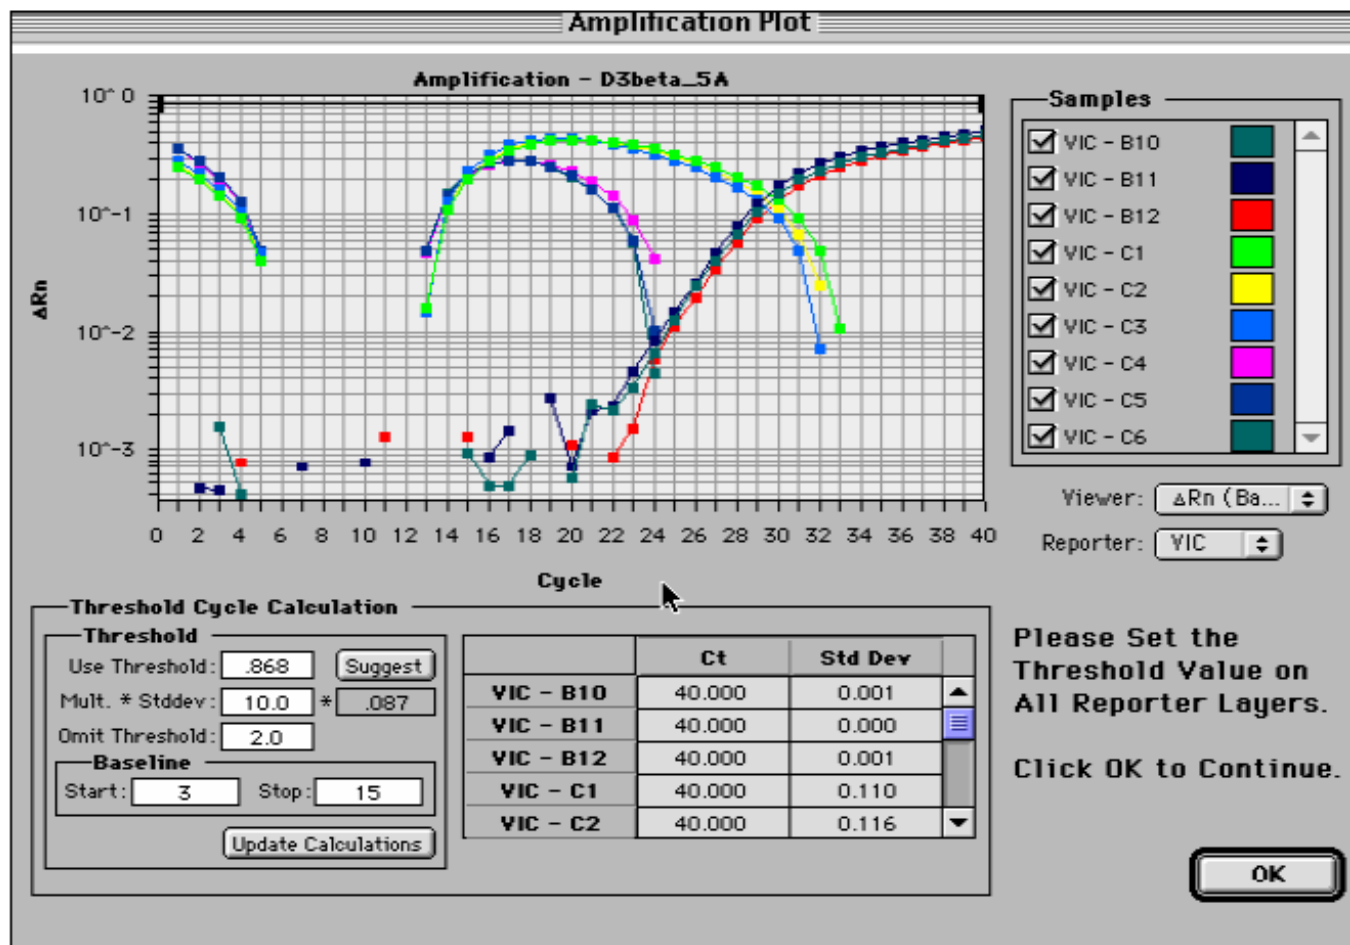 Amplification Plot
Amplification - D3beta_5A
10^ 0
10^-1
10^-2
10^-3
ΔRn
0 2 4 6 8 10 12 14 16 18 20 22 24 26 28 30 32 34 36 38 40
Cycle
Samples
VIC - B10
VIC - B11
VIC - B12
VIC - C1
VIC - C2
VIC - C3
VIC - C4
VIC - C5
VIC - C6
Viewer: ΔRn (Ba...
Reporter: VIC
Threshold Cycle Calculation
Threshold
Use Threshold: .868 Suggest
Mult. * Stddev: 10.0 * .087
Omit Threshold: 2.0
Baseline
Start: 3 Stop: 15
Update Calculations
Ct Std Dev
VIC - B10 40.000 0.001
VIC - B11 40.000 0.000
VIC - B12 40.000 0.001
VIC - C1 40.000 0.110
VIC - C2 40.000 0.116
Please Set the
Threshold Value on
All Reporter Layers.
Click OK to Continue.
OK